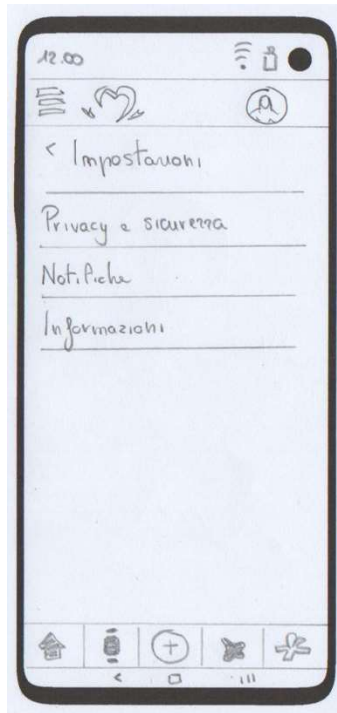 12.00
< Impostazioni
Privacy e sicurezza
Notifiche
Informazioni